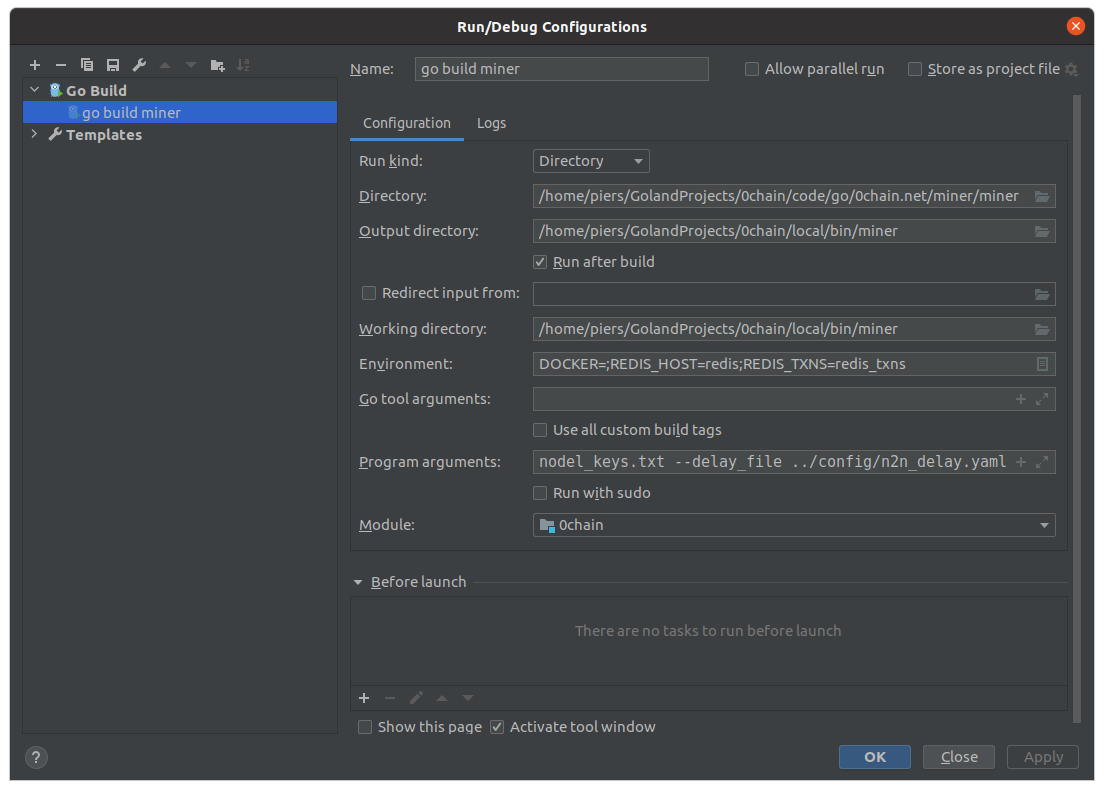 Run/Debug Configurations
Name: go build miner Allow parallel run Store as project file
Go Build
go build miner
Templates
Configuration Logs
Run kind: Directory
Directory: /home/piers/GolandProjects/0chain/code/go/0chain.net/miner/miner
Output directory: /home/piers/GolandProjects/0chain/local/bin/miner
Run after build
Redirect input from:
Working directory: /home/piers/GolandProjects/0chain/local/bin/miner
Environment: DOCKER=;REDIS_HOST=redis;REDIS_TXNS=redis_txns
Go tool arguments:
Use all custom build tags
Program arguments: nodel_keys.txt --delay_file ../config/n2n_delay.yaml
Run with sudo
Module: 0chain
Before launch
There are no tasks to run before launch
Show this page Activate tool window
? OK Close Apply